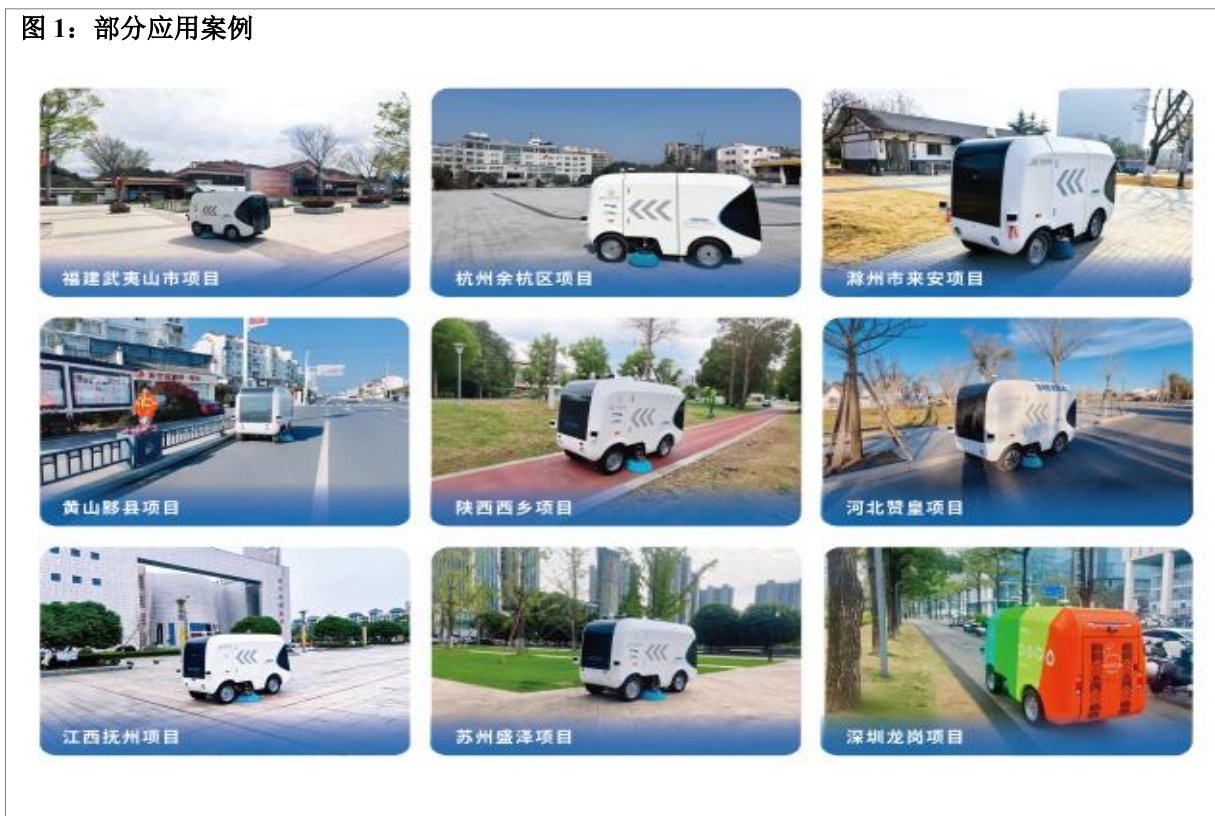 图 1：部分应用案例
福建武夷山市项目
杭州余杭区项目
滁州市来安项目
黄山黟县项目
陕西西乡项目
河北赞皇项目
江西抚州项目
苏州盛泽项目
深圳龙岗项目